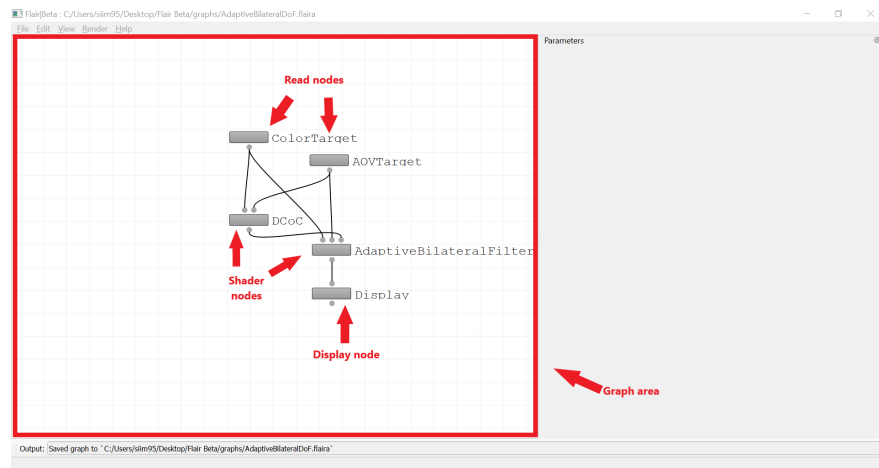 Flair|Beta : C:/Users/siim95/Desktop/Flair Beta/graphs/AdaptiveBilateralDoF.flaira
File Edit View Render Help
Parameters
Read nodes
ColorTarget
AOVTarget
DCoC
AdaptiveBilateralFilter
Shader
nodes
Display
Display node
Graph area
Output: Saved graph to `C:/Users/siim95/Desktop/Flair Beta/graphs/AdaptiveBilateralDoF.flaira`